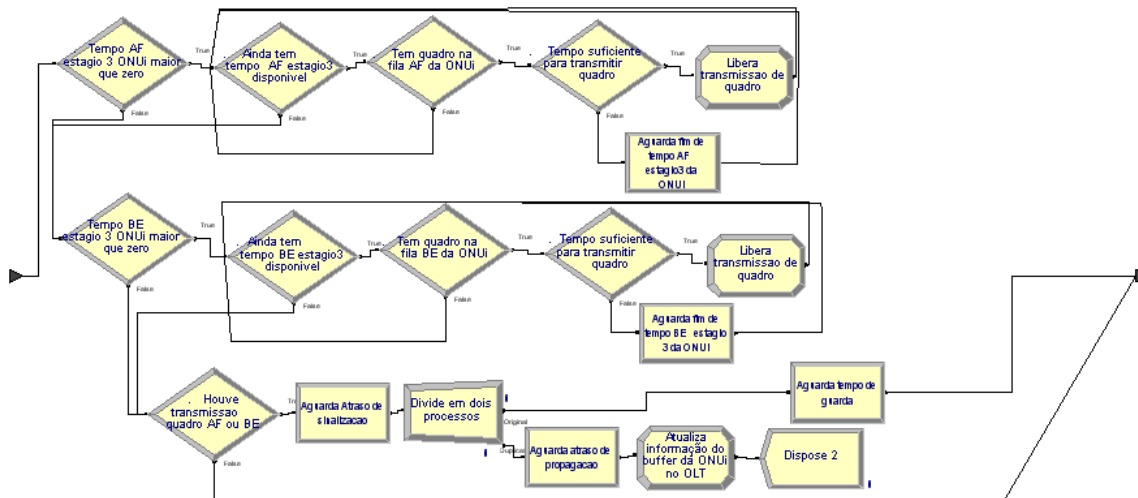 Tempo AF
estagio 3 ONUi maior
que zero
True
False
Ainda tem
tempo AF estagio3
disponivel
True
False
Tem quadro na
fila AF da ONUi
True
False
Tempo suficiente
para transmitir
quadro
True
False
Libera
transmissao de
quadro
Aguarda fim de
tempo AF
estagio3 da
ONUi
Tempo BE
estagio 3 ONUi maior
que zero
True
False
Ainda tem
tempo BE estagio3
disponivel
True
False
Tem quadro na
fila BE da ONUi
True
False
Tempo suficiente
para transmitir
quadro
True
False
Libera
transmissao de
quadro
Aguarda fim de
tempo BE estagio
3 da ONUi
Houve
transmissao
quadro AF ou BE
False
Aguarda Atraso de
sinalizacao
Divide em dois
processos
Original
Aguarda tempo de
guarda
Aguarda atraso de
propagacao
Atualiza
informação do
buffer da ONUi
no OLT
Dispose 2